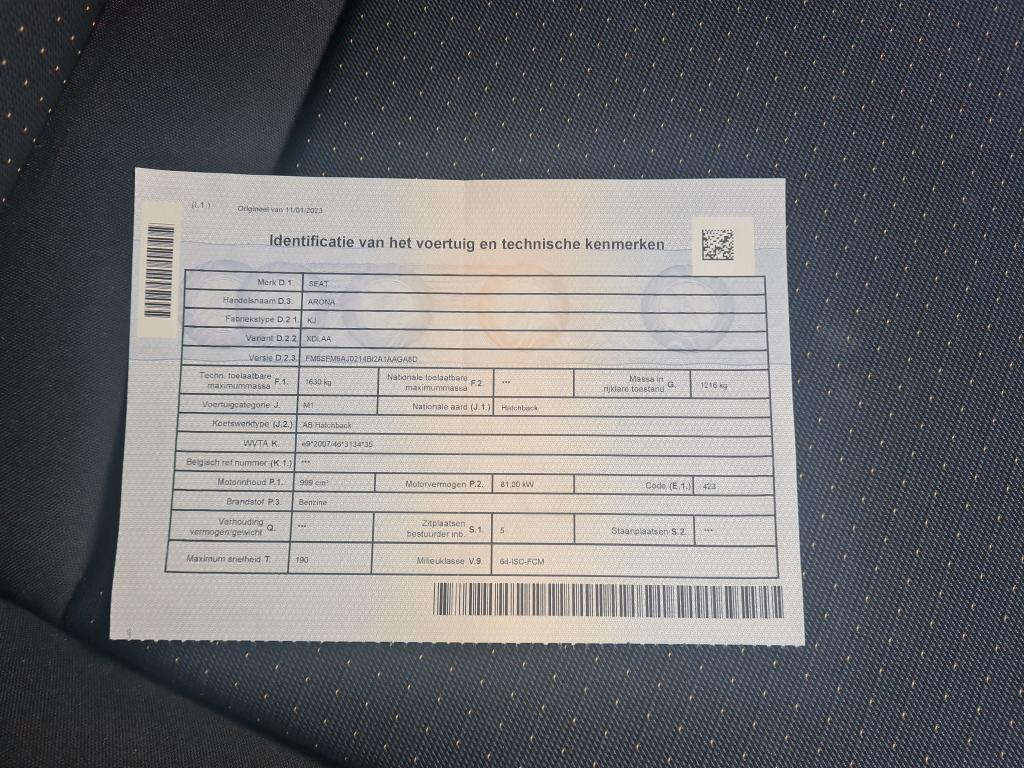 (I.1.) Origineel van 11/01/2023
Identificatie van het voertuig en technische kenmerken
Merk D.1. SEAT
Handelsnaam D.3. ARONA
Fabriekstype D.2.1. KJ
Variant D.2.2. XDLAA
Versie D.2.3. FM6SFM6AJ0214BI2A1AAGA8D
Techn. toelaatbare maximummassa F.1. 1630 kg Nationale toelaatbare maximummassa F.2. *** Massa in rijklare toestand G. 1216 kg
Voertuigcategorie J. M1 Nationale aard (J.1.) Hatchback
Koetswerktype (J.2.) AB Hatchback
WVTA K. e9*2007/46*3134*35
Belgisch ref nummer (K.1.) ***
Motorinhoud P.1. 999 cm³ Motorvermogen P.2. 81.00 kW Code (E.1.) 423
Brandstof P.3. Benzine
Verhouding vermogen/gewicht Q. *** Zitplaatsen bestuurder inb. S.1. 5 Staanplaatsen S.2. ***
Maximum snelheid T. 190 Milieuklasse V.9. 6d-ISC-FCM